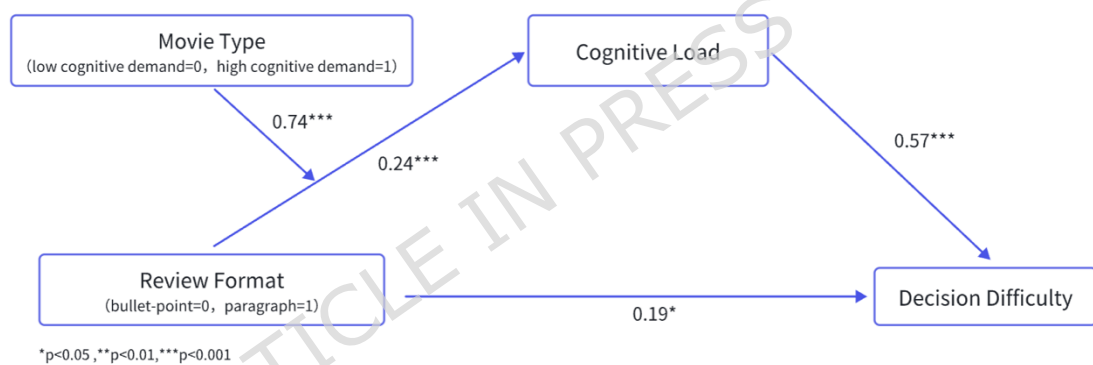 Movie Type
（low cognitive demand=0，high cognitive demand=1）
Cognitive Load
0.74***
0.24***
0.57***
Review Format
（bullet-point=0，paragraph=1）
0.19*
Decision Difficulty
*p<0.05 ,**p<0.01,***p<0.001
TICLE IN PRESS